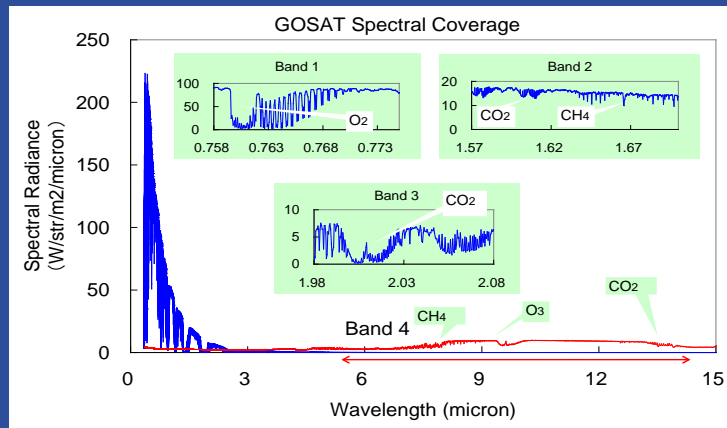 GOSAT Spectral Coverage
250
200
150
100
50
0
Spectral Radiance
(W/str/m2/micron)
Band 1
100
50
0
O2
0.758 0.763 0.768 0.773
Band 2
20
10
0
CO2 CH4
1.57 1.62 1.67
Band 3
10
5
0
CO2
1.98 2.03 2.08
Band 4
CH4
O3
CO2
0 3 6 9 12 15
Wavelength (micron)